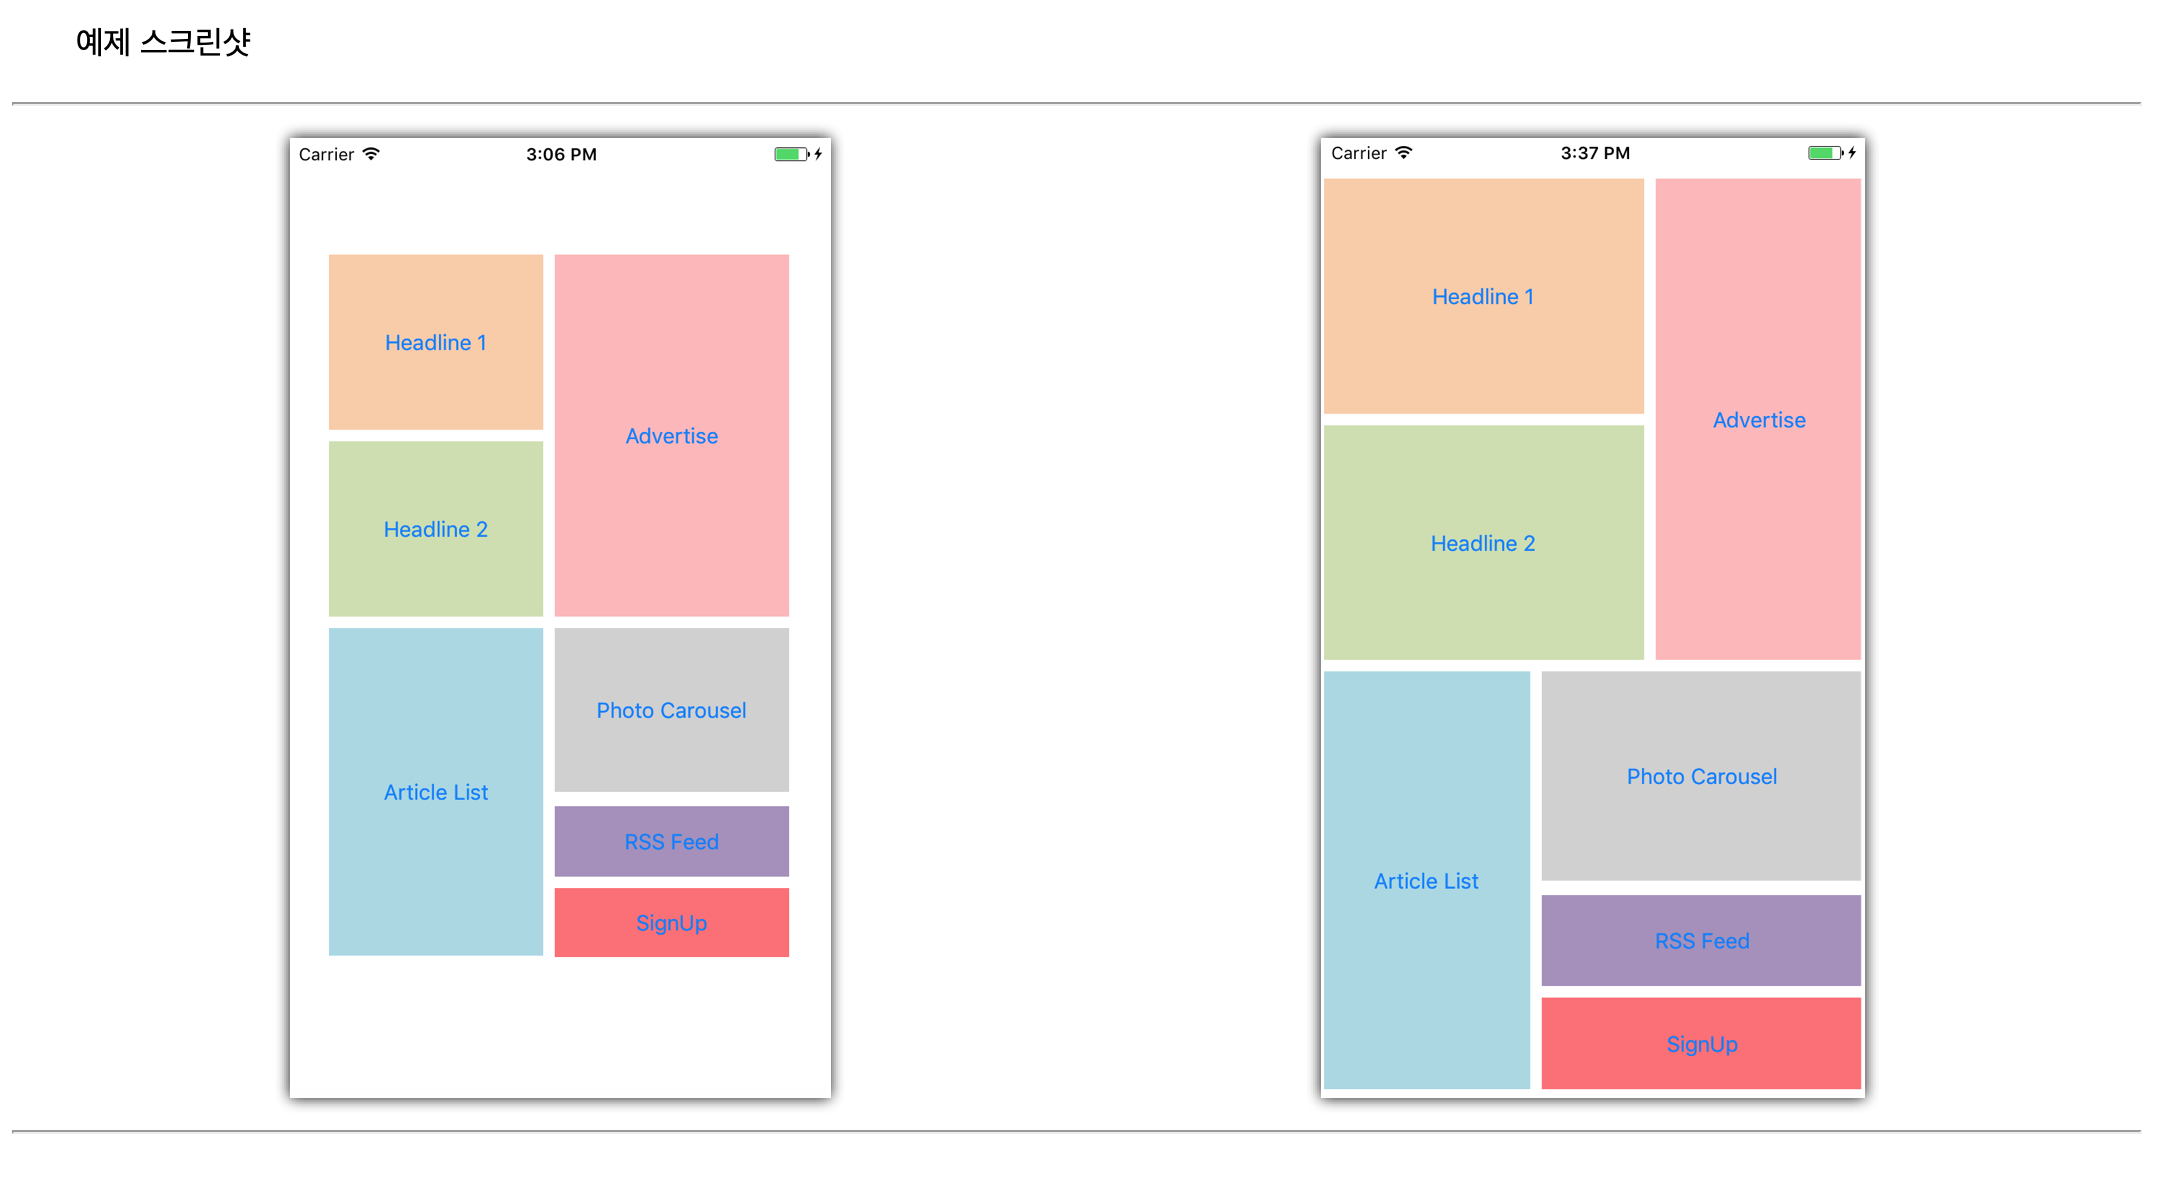 예제 스크린샷
Carrier 3:06 PM
Headline 1
Advertise
Headline 2
Photo Carousel
Article List
RSS Feed
SignUp
Carrier 3:37 PM
Headline 1
Advertise
Headline 2
Photo Carousel
Article List
RSS Feed
SignUp